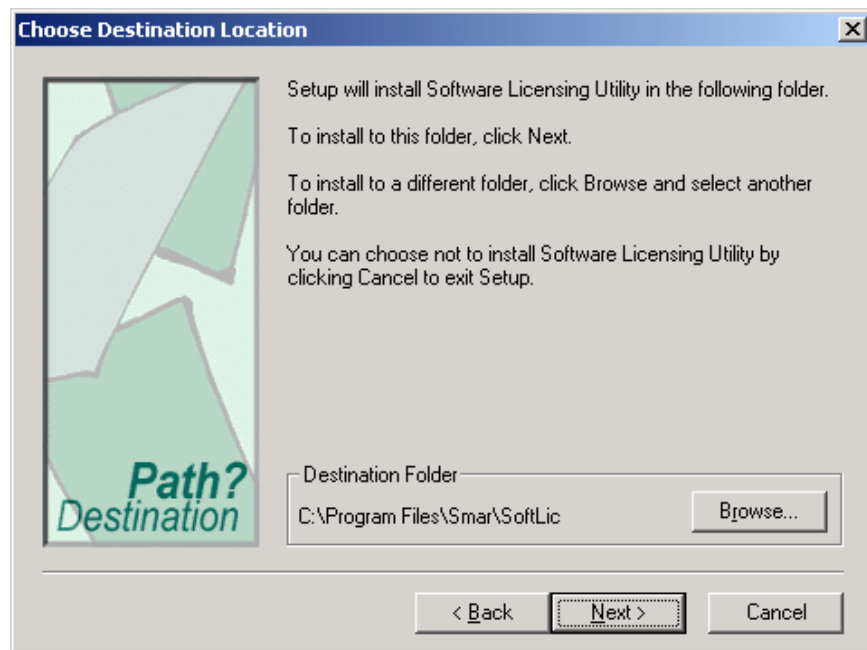 Choose Destination Location
Setup will install Software Licensing Utility in the following folder.
To install to this folder, click Next.
To install to a different folder, click Browse and select another
folder.
You can choose not to install Software Licensing Utility by
clicking Cancel to exit Setup.
Path?
Destination
Destination Folder
C:\Program Files\Smar\SoftLic
Browse...
< Back
Next >
Cancel